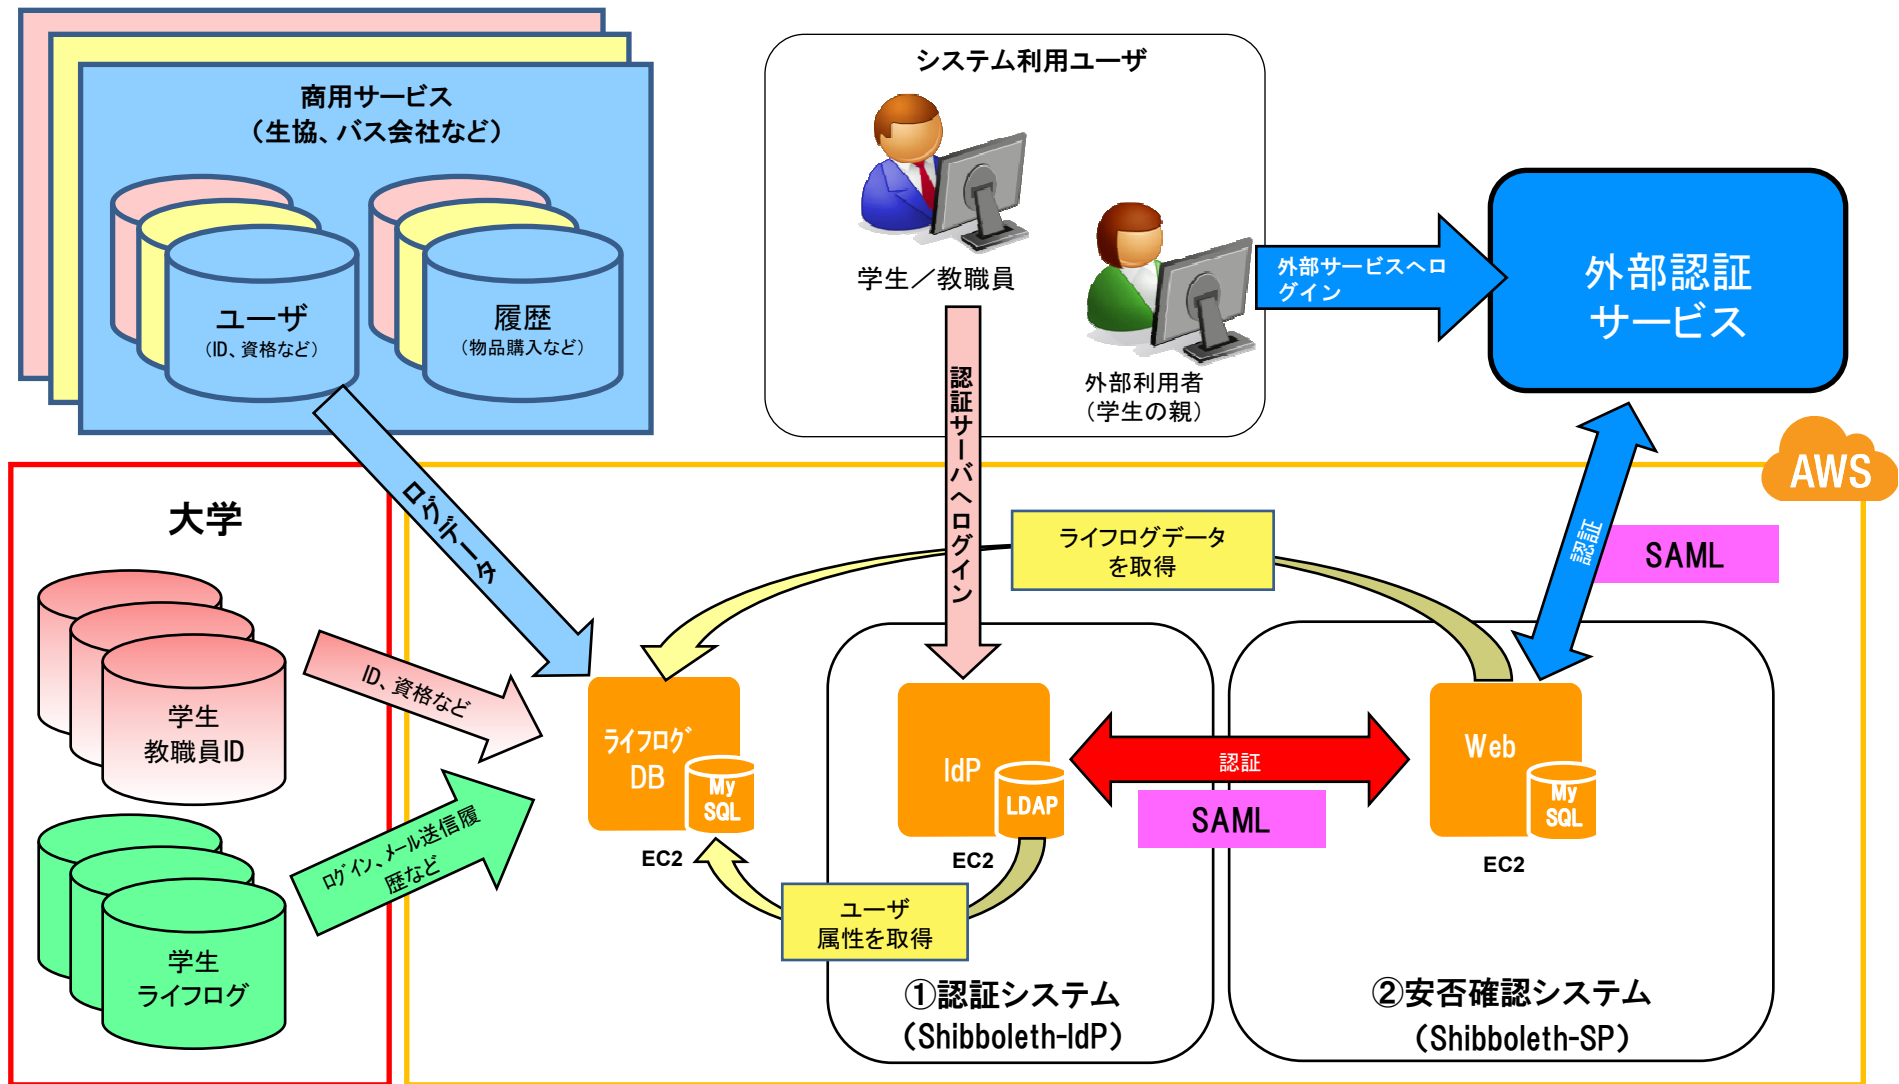 商用サービス
（生協、バス会社など）
ユーザ
（ID、資格など）
履歴
（物品購入など）
システム利用ユーザ
学生／教職員
外部利用者
（学生の親）
外部サービスへロ
グイン
外部認証
サービス
AWS
認証サーバへログイン
ログデータ
大学
学生
教職員ID
学生
ライフログ
ID、資格など
ログイン、メール送信履
歴など
ライフログデータ
を取得
認証
SAML
ライフログ
DB
My
SQL
EC2
IdP
LDAP
EC2
認証
SAML
Web
My
SQL
EC2
ユーザ
属性を取得
①認証システム
（Shibboleth-IdP）
②安否確認システム
（Shibboleth-SP）